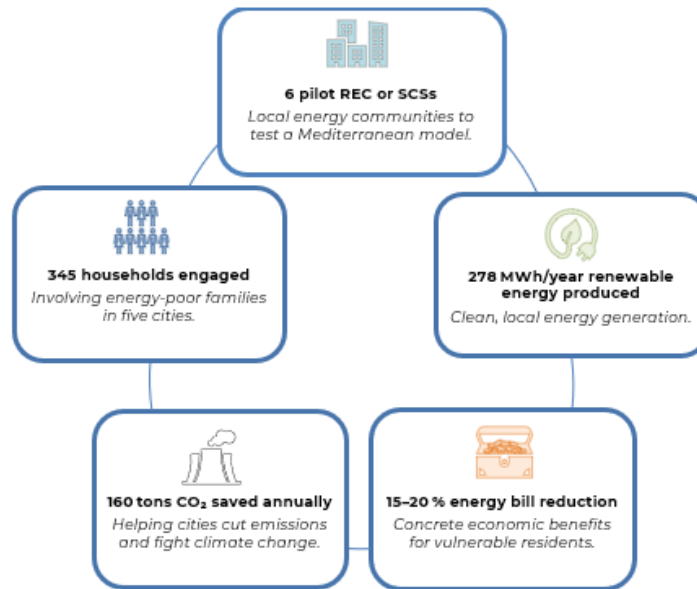 6 pilot REC or SCSs
Local energy communities to
test a Mediterranean model.
345 households engaged
Involving energy-poor families
in five cities.
278 MWh/year renewable
energy produced
Clean, local energy generation.
160 tons CO₂ saved annually
Helping cities cut emissions
and fight climate change.
15–20 % energy bill reduction
Concrete economic benefits
for vulnerable residents.